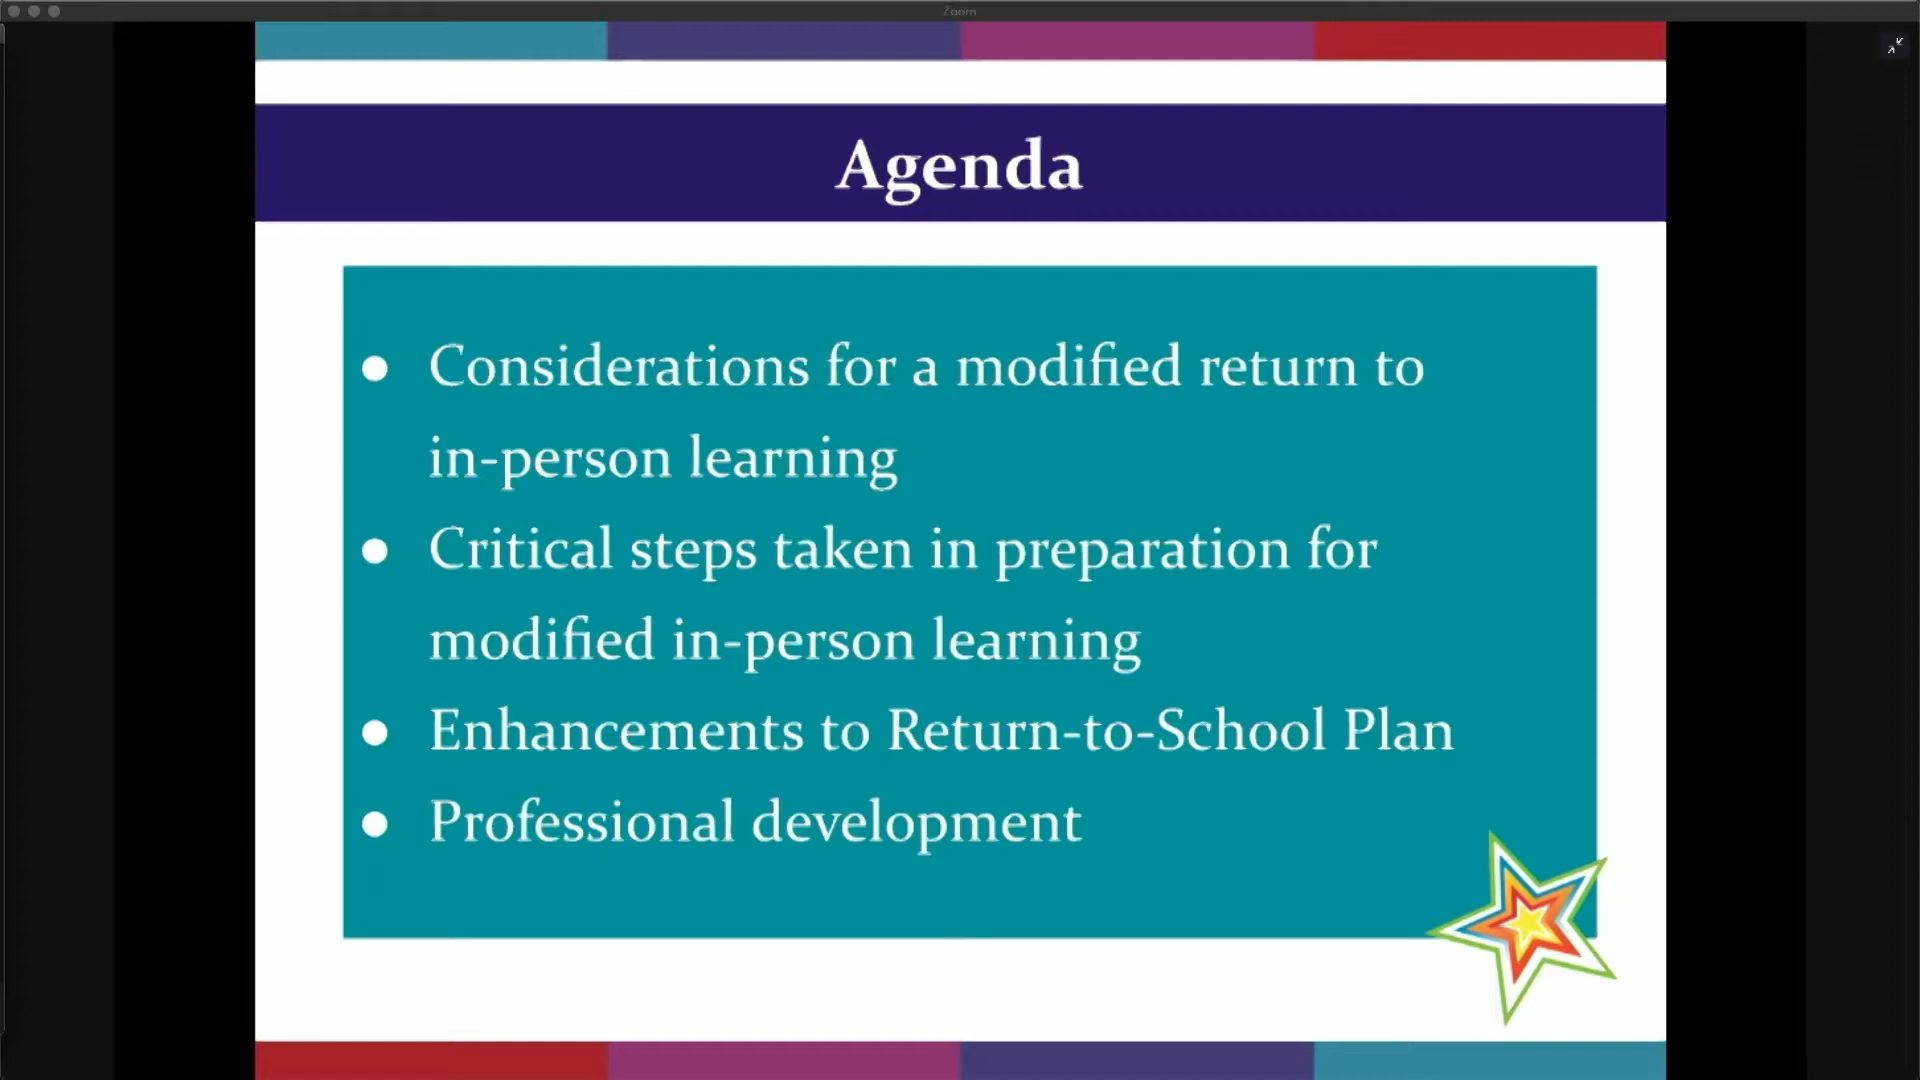 Zoom
Agenda
● Considerations for a modified return to
in-person learning
● Critical steps taken in preparation for
modified in-person learning
● Enhancements to Return-to-School Plan
● Professional development